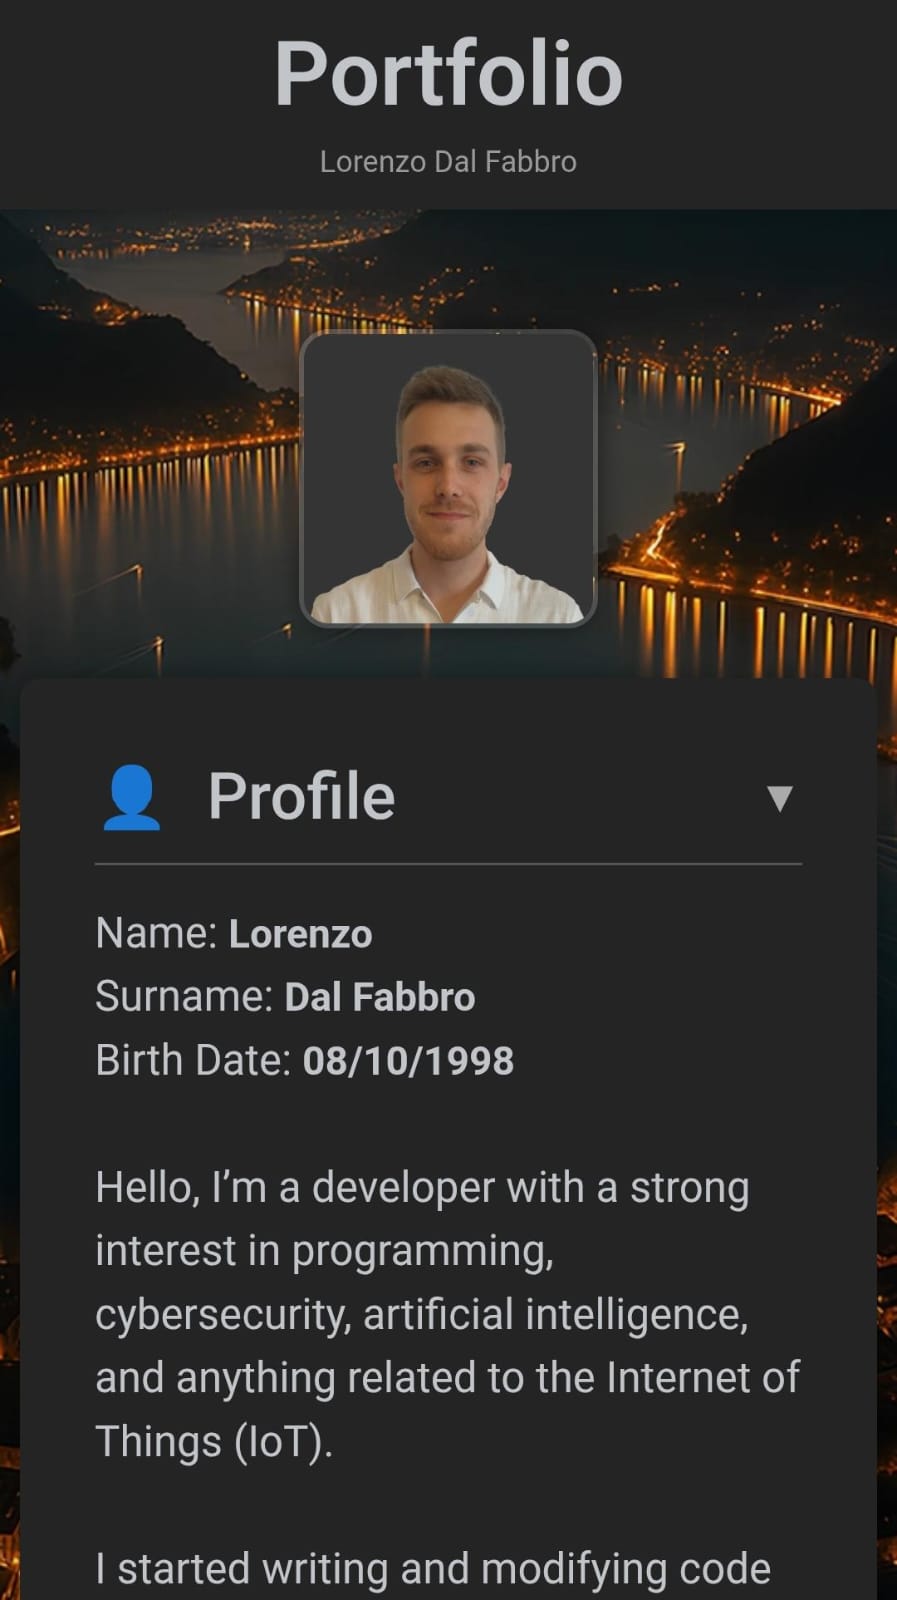 Portfolio
Lorenzo Dal Fabbro
Profile
Name: Lorenzo
Surname: Dal Fabbro
Birth Date: 08/10/1998
Hello, I’m a developer with a strong
interest in programming,
cybersecurity, artificial intelligence,
and anything related to the Internet of
Things (IoT).
I started writing and modifying code